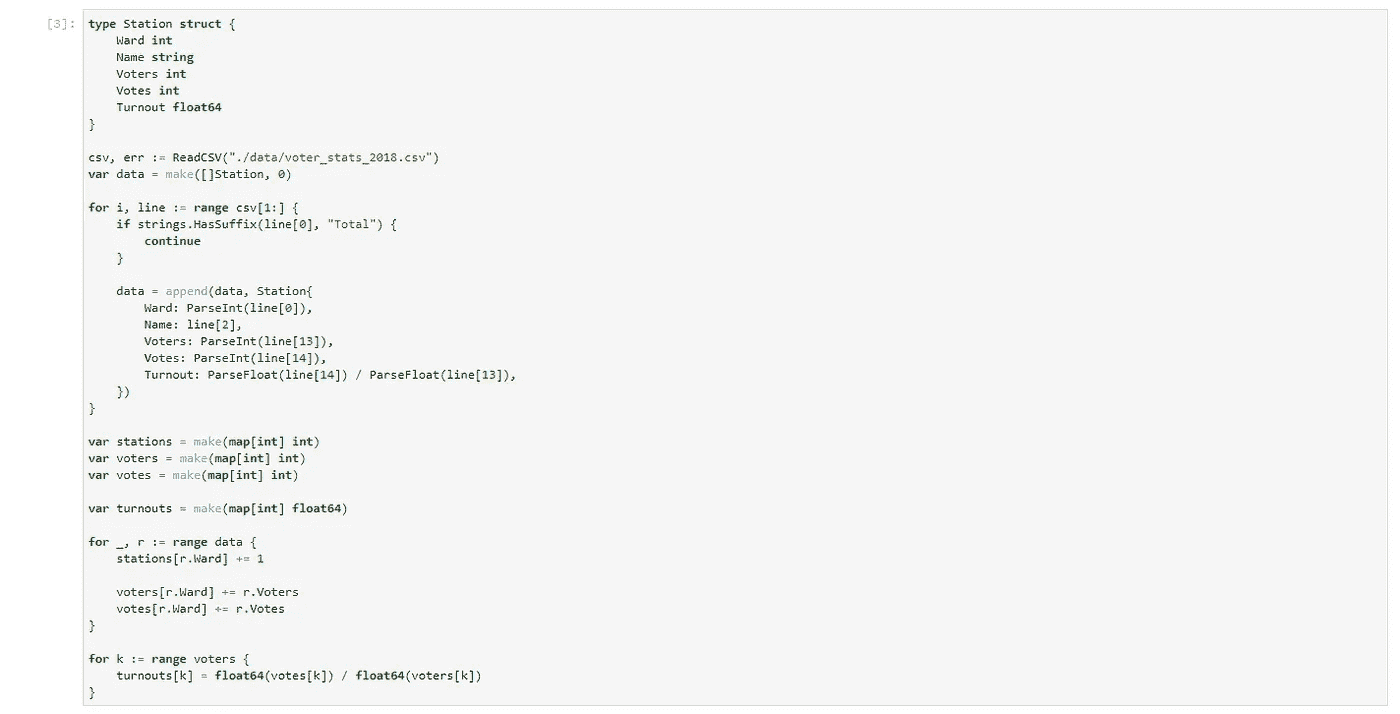 [3]:
type Station struct {
    Ward int
    Name string
    Voters int
    Votes int
    Turnout float64
}

csv, err := ReadCSV("./data/voter_stats_2018.csv")
var data = make([]Station, 0)

for i, line := range csv[1:] {
    if strings.HasSuffix(line[0], "Total") {
        continue
    }

    data = append(data, Station{
        Ward: ParseInt(line[0]),
        Name: line[2],
        Voters: ParseInt(line[13]),
        Votes: ParseInt(line[14]),
        Turnout: ParseFloat(line[14]) / ParseFloat(line[13]),
    })
}

var stations = make(map[int] int)
var voters = make(map[int] int)
var votes = make(map[int] int)

var turnouts = make(map[int] float64)

for _, r := range data {
    stations[r.Ward] += 1

    voters[r.Ward] += r.Voters
    votes[r.Ward] += r.Votes
}

for k := range voters {
    turnouts[k] = float64(votes[k]) / float64(voters[k])
}